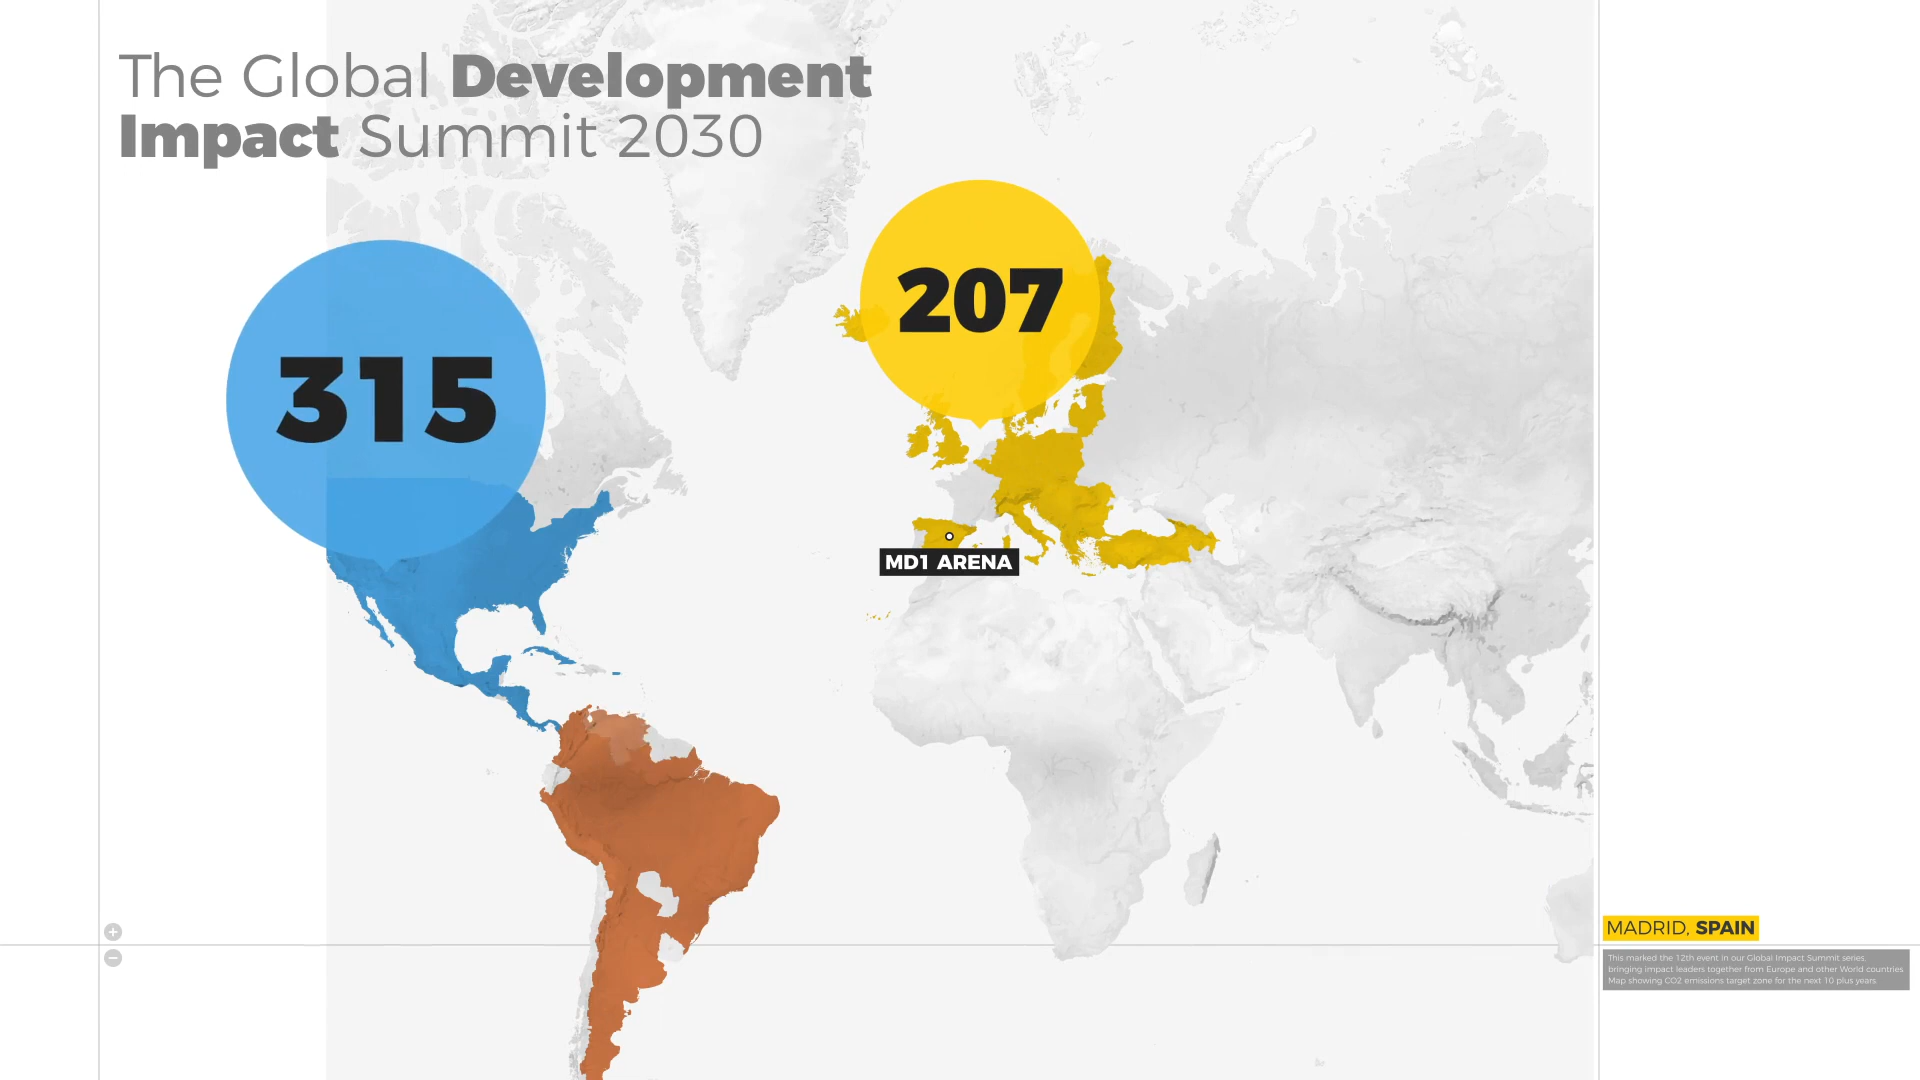 The Global Development
Impact Summit 2030
207
315
MD1 ARENA
MADRID, SPAIN
This marked the 12th event in our Global Impact Summit series,
bringing impact leaders together from Europe and other World countries.
Map showing CO2 emissions target zone for the next 10 plus years.